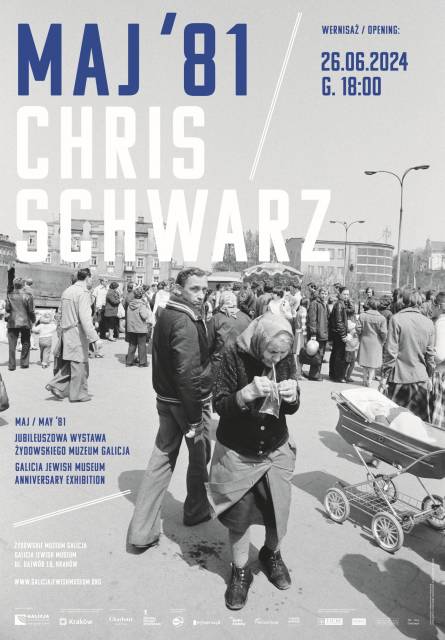 MAJ '81
CHRIS
SCHWARZ
WERNISAŻ / OPENING:
26.06.2024
G. 18:00
MAJ / MAY '81
JUBILEUSZOWA WYSTAWA
ŻYDOWSKIEGO MUZEUM GALICJA
GALICIA JEWISH MUSEUM
ANNIVERSARY EXHIBITION
ŻYDOWSKIE MUZEUM GALICJA
GALICIA JEWISH MUSEUM
UL. DAJWÓR 18, KRAKÓW
WWW.GALICIAJEWISHMUSEUM.ORG
GALICJA
Kraków